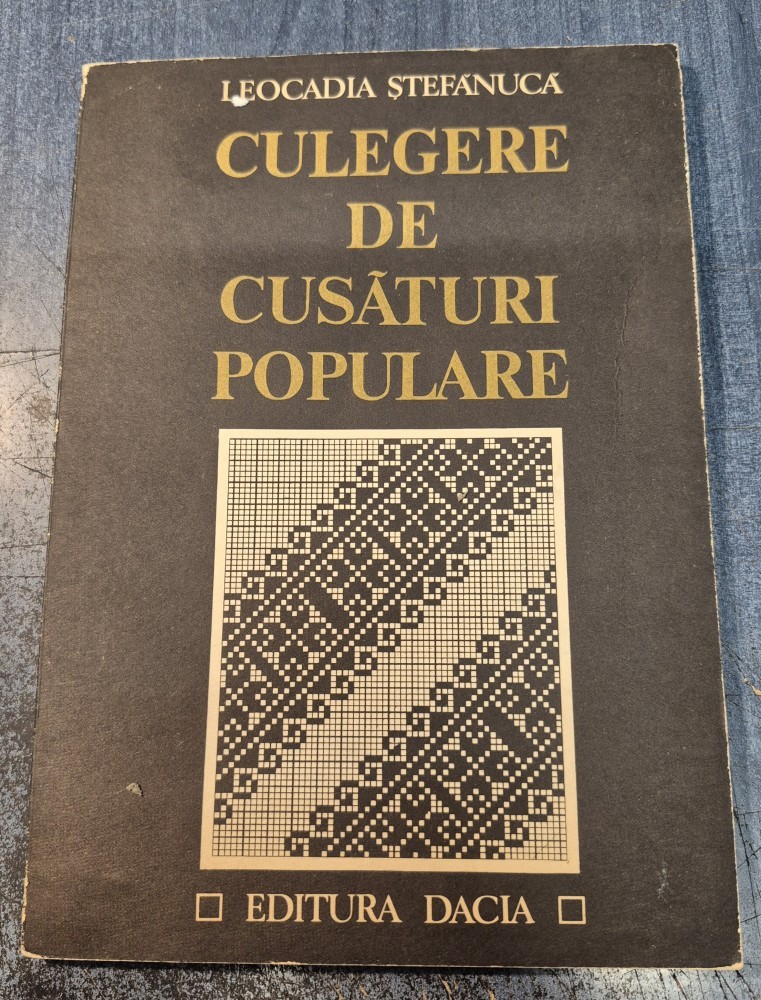 LEOCADIA ȘTEFĂNUCĂ
CULEGERE
DE
CUSĂTURI
POPULARE
EDITURA DACIA